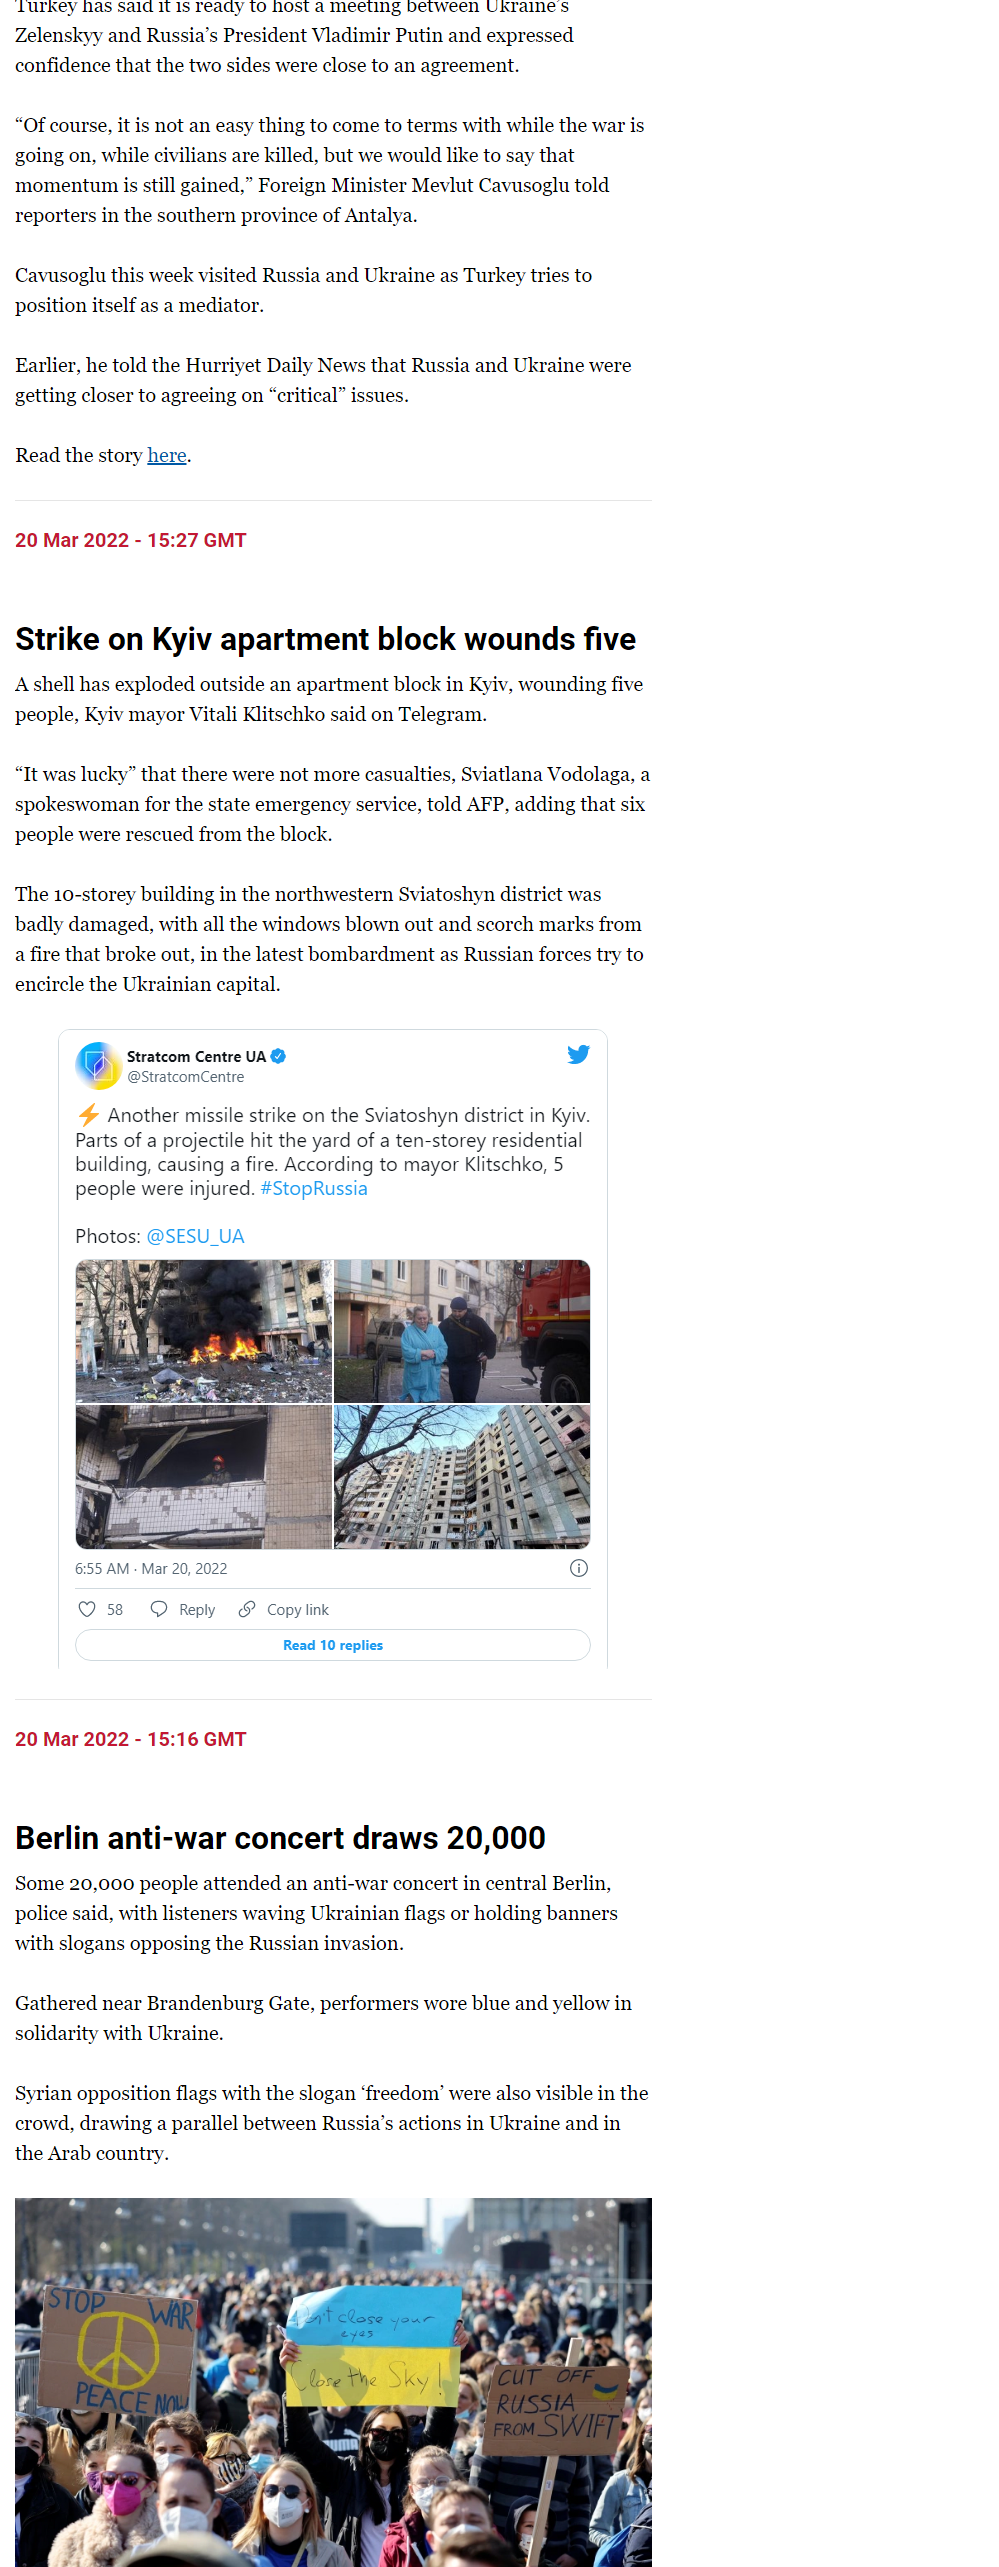 Turkey has said it is ready to host a meeting between Ukraine’s
Zelenskyy and Russia’s President Vladimir Putin and expressed
confidence that the two sides were close to an agreement.
“Of course, it is not an easy thing to come to terms with while the war is
going on, while civilians are killed, but we would like to say that
momentum is still gained,” Foreign Minister Mevlut Cavusoglu told
reporters in the southern province of Antalya.
Cavusoglu this week visited Russia and Ukraine as Turkey tries to
position itself as a mediator.
Earlier, he told the Hurriyet Daily News that Russia and Ukraine were
getting closer to agreeing on “critical” issues.
Read the story here.
20 Mar 2022 - 15:27 GMT
Strike on Kyiv apartment block wounds five
A shell has exploded outside an apartment block in Kyiv, wounding five
people, Kyiv mayor Vitali Klitschko said on Telegram.
“It was lucky” that there were not more casualties, Sviatlana Vodolaga, a
spokeswoman for the state emergency service, told AFP, adding that six
people were rescued from the block.
The 10-storey building in the northwestern Sviatoshyn district was
badly damaged, with all the windows blown out and scorch marks from
a fire that broke out, in the latest bombardment as Russian forces try to
encircle the Ukrainian capital.
Stratcom Centre UA
@StratcomCentre
⚡ Another missile strike on the Sviatoshyn district in Kyiv.
Parts of a projectile hit the yard of a ten-storey residential
building, causing a fire. According to mayor Klitschko, 5
people were injured. #StopRussia
Photos: @SESU_UA
6:55 AM · Mar 20, 2022
58 Reply Copy link
Read 10 replies
20 Mar 2022 - 15:16 GMT
Berlin anti-war concert draws 20,000
Some 20,000 people attended an anti-war concert in central Berlin,
police said, with listeners waving Ukrainian flags or holding banners
with slogans opposing the Russian invasion.
Gathered near Brandenburg Gate, performers wore blue and yellow in
solidarity with Ukraine.
Syrian opposition flags with the slogan ‘freedom’ were also visible in the
crowd, drawing a parallel between Russia’s actions in Ukraine and in
the Arab country.
STOP WAR
PEACE NOW
Don't close your
eyes
Close the Sky!
CUT OFF
RUSSIA
FROM SWIFT